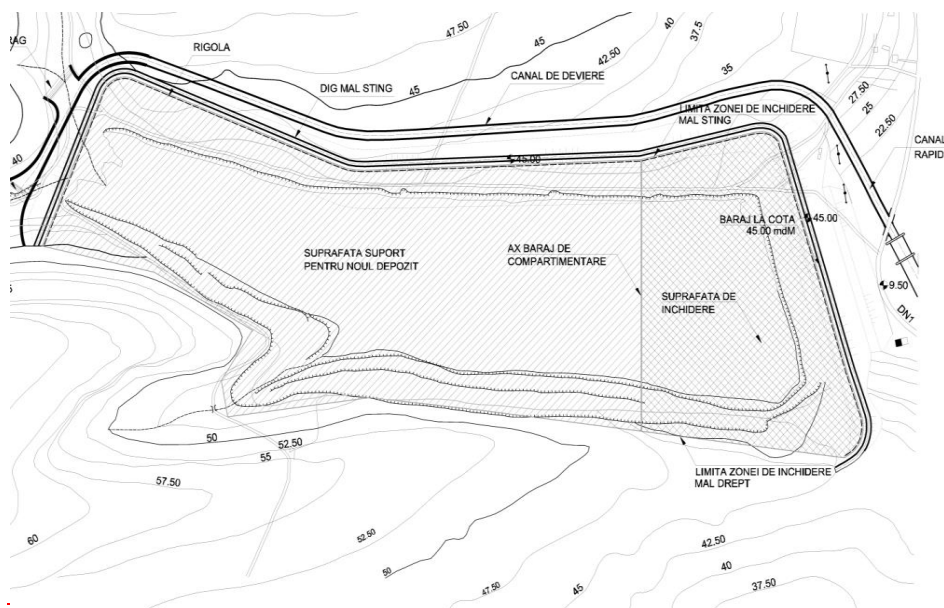 47.50
40
37.5
45
42.50
RIGOLA
35
CANAL DE DEVIERE
DIG MAL STING
45
27.50
25
22.50
LIMITA ZONEI DE INCHIDERE
MAL STING
CANAL
RAPID
40
45.00
BARAJ LA COTA
45.00 mdM
45.00
SUPRAFATA SUPORT
PENTRU NOUL DEPOZIT
AX BARAJ DE
COMPARTIMENTARE
SUPRAFATA DE
INCHIDERE
9.50
DN1
50
52.50
55
57.50
LIMITA ZONEI DE INCHIDERE
MAL DREPT
60
52.50
50
47.50
45
42.50
40
37.50